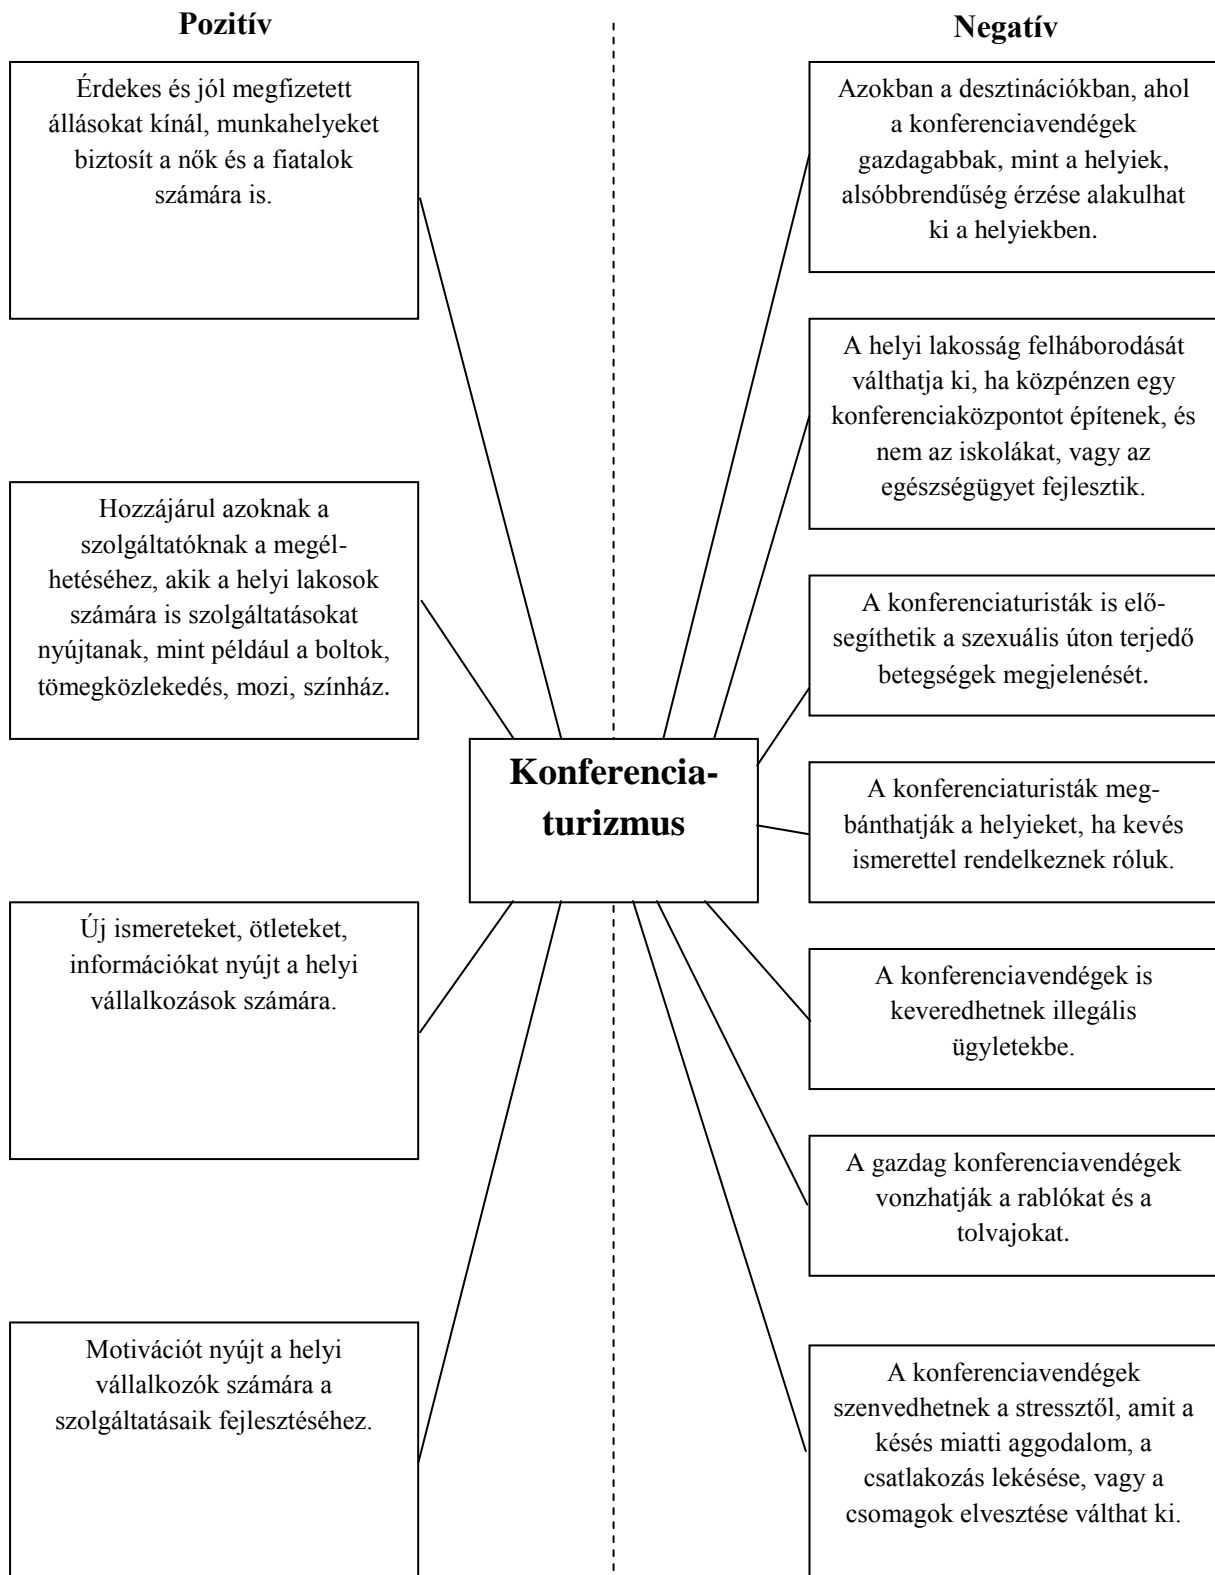 Pozitív
Érdekes és jól megfizetett
állásokat kínál, munkahelyeket
biztosít a nők és a fiatalok
számára is.
Hozzájárul azoknak a
szolgáltatóknak a megél-
hetéséhez, akik a helyi lakosok
számára is szolgáltatásokat
nyújtanak, mint például a boltok,
tömegközlekedés, mozi, színház.
Új ismereteket, ötleteket,
információkat nyújt a helyi
vállalkozások számára.
Motivációt nyújt a helyi
vállalkozók számára a
szolgáltatásaik fejlesztéséhez.
Konferencia-
turizmus
Negatív
Azokban a desztinációkban, ahol
a konferenciavendégek
gazdagabbak, mint a helyiek,
alsóbbrendűség érzése alakulhat
ki a helyiekben.
A helyi lakosság felháborodását
válthatja ki, ha közpénzen egy
konferenciaközpontot építenek, és
nem az iskolákat, vagy az
egészségügyet fejlesztik.
A konferenciaturisták is elő-
segíthetik a szexuális úton terjedő
betegségek megjelenését.
A konferenciaturisták meg-
bánthatják a helyieket, ha kevés
ismerettel rendelkeznek róluk.
A konferenciavendégek is
keveredhetnek illegális
ügyletekbe.
A gazdag konferenciavendégek
vonzhatják a rablókat és a
tolvajokat.
A konferenciavendégek
szenvedhetnek a stressztől, amit a
késés miatti aggodalom, a
csatlakozás lekésése, vagy a
csomagok elvesztése válthat ki.